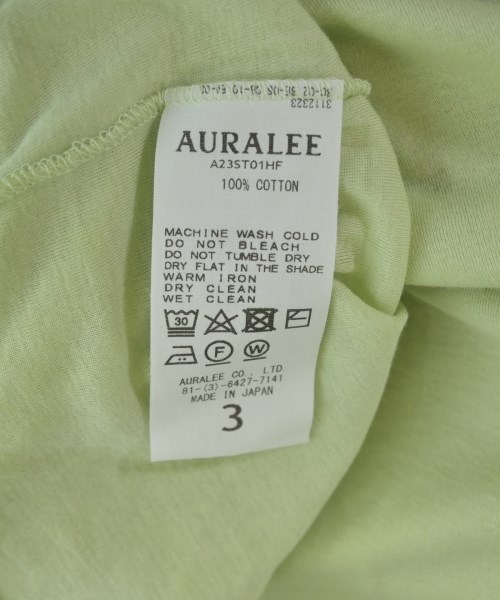 3112323
AURALEE
A23ST01HF
100% COTTON
MACHINE WASH COLD
DO NOT BLEACH
DO NOT TUMBLE DRY
DRY FLAT IN THE SHADE
WARM IRON
DRY CLEAN
WET CLEAN
30
F W
AURALEE CO., LTD.
81-(3)-6427-7141
MADE IN JAPAN
3